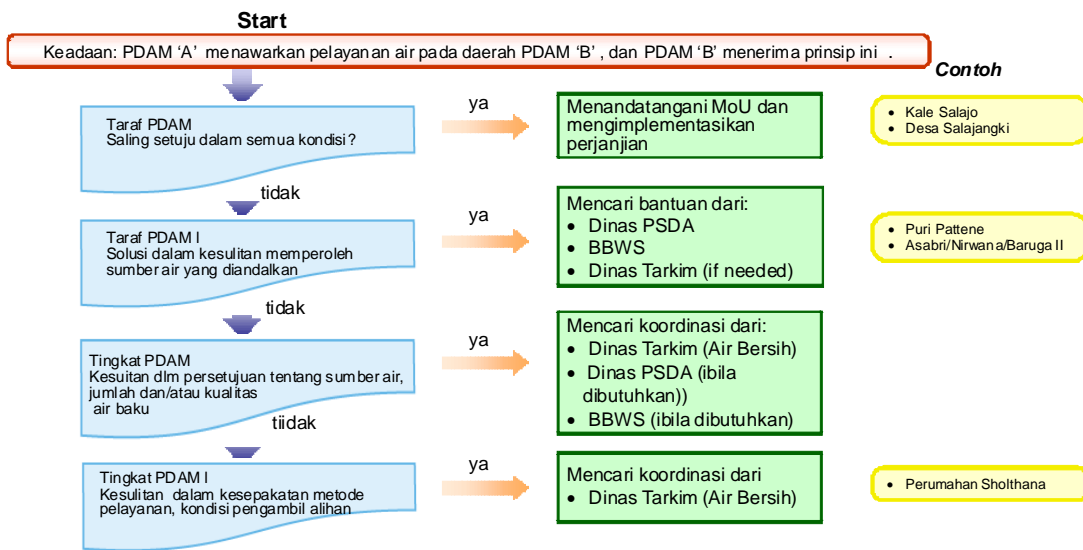 Start
Keadaan: PDAM ‘A’ menawarkan pelayanan air pada daerah PDAM ‘B’ , dan PDAM ‘B’ menerima prinsip ini .
Contoh
Taraf PDAM
Saling setuju dalam semua kondisi?
ya
Menandatangani MoU dan
mengimplementasikan
perjanjian
• Kale Salajo
• Desa Salajangki
tidak
Taraf PDAM I
Solusi dalam kesulitan memperoleh
sumber air yang diandalkan
ya
Mencari bantuan dari:
• Dinas PSDA
• BBWS
• Dinas Tarkim (if needed)
• Puri Pattene
• Asabri/Nirwana/Baruga II
tidak
Tingkat PDAM
Kesuitan dlm persetujuan tentang sumber air,
jumlah dan/atau kualitas
air baku
ya
Mencari koordinasi dari:
• Dinas Tarkim (Air Bersih)
• Dinas PSDA (ibila
dibutuhkan))
• BBWS (ibila dibutuhkan)
tiidak
Tingkat PDAM I
Kesulitan dalam kesepakatan metode
pelayanan, kondisi pengambil alihan
ya
Mencari koordinasi dari
• Dinas Tarkim (Air Bersih)
• Perumahan Sholthana